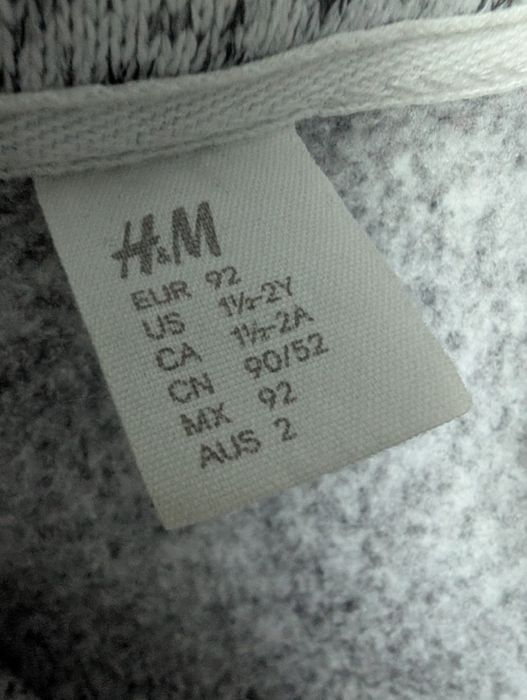 H&M
EUR 92
US 1½-2Y
CA 1½-2A
CN 90/52
MX 92
AUS 2